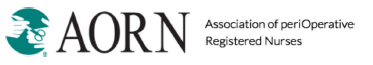 AORN
Association of periOperative
Registered Nurses